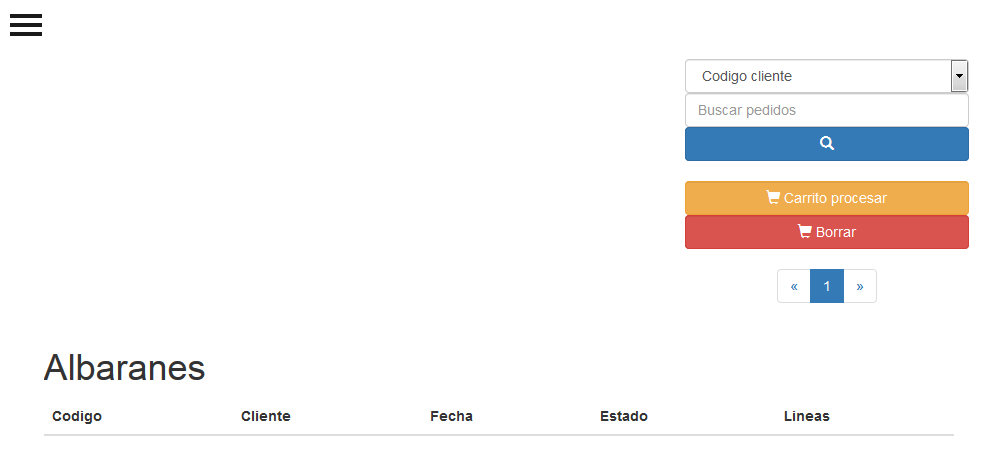 Codigo cliente
Buscar pedidos
Carrito procesar
Borrar
« 1 »
Albaranes
Codigo Cliente Fecha Estado Lineas